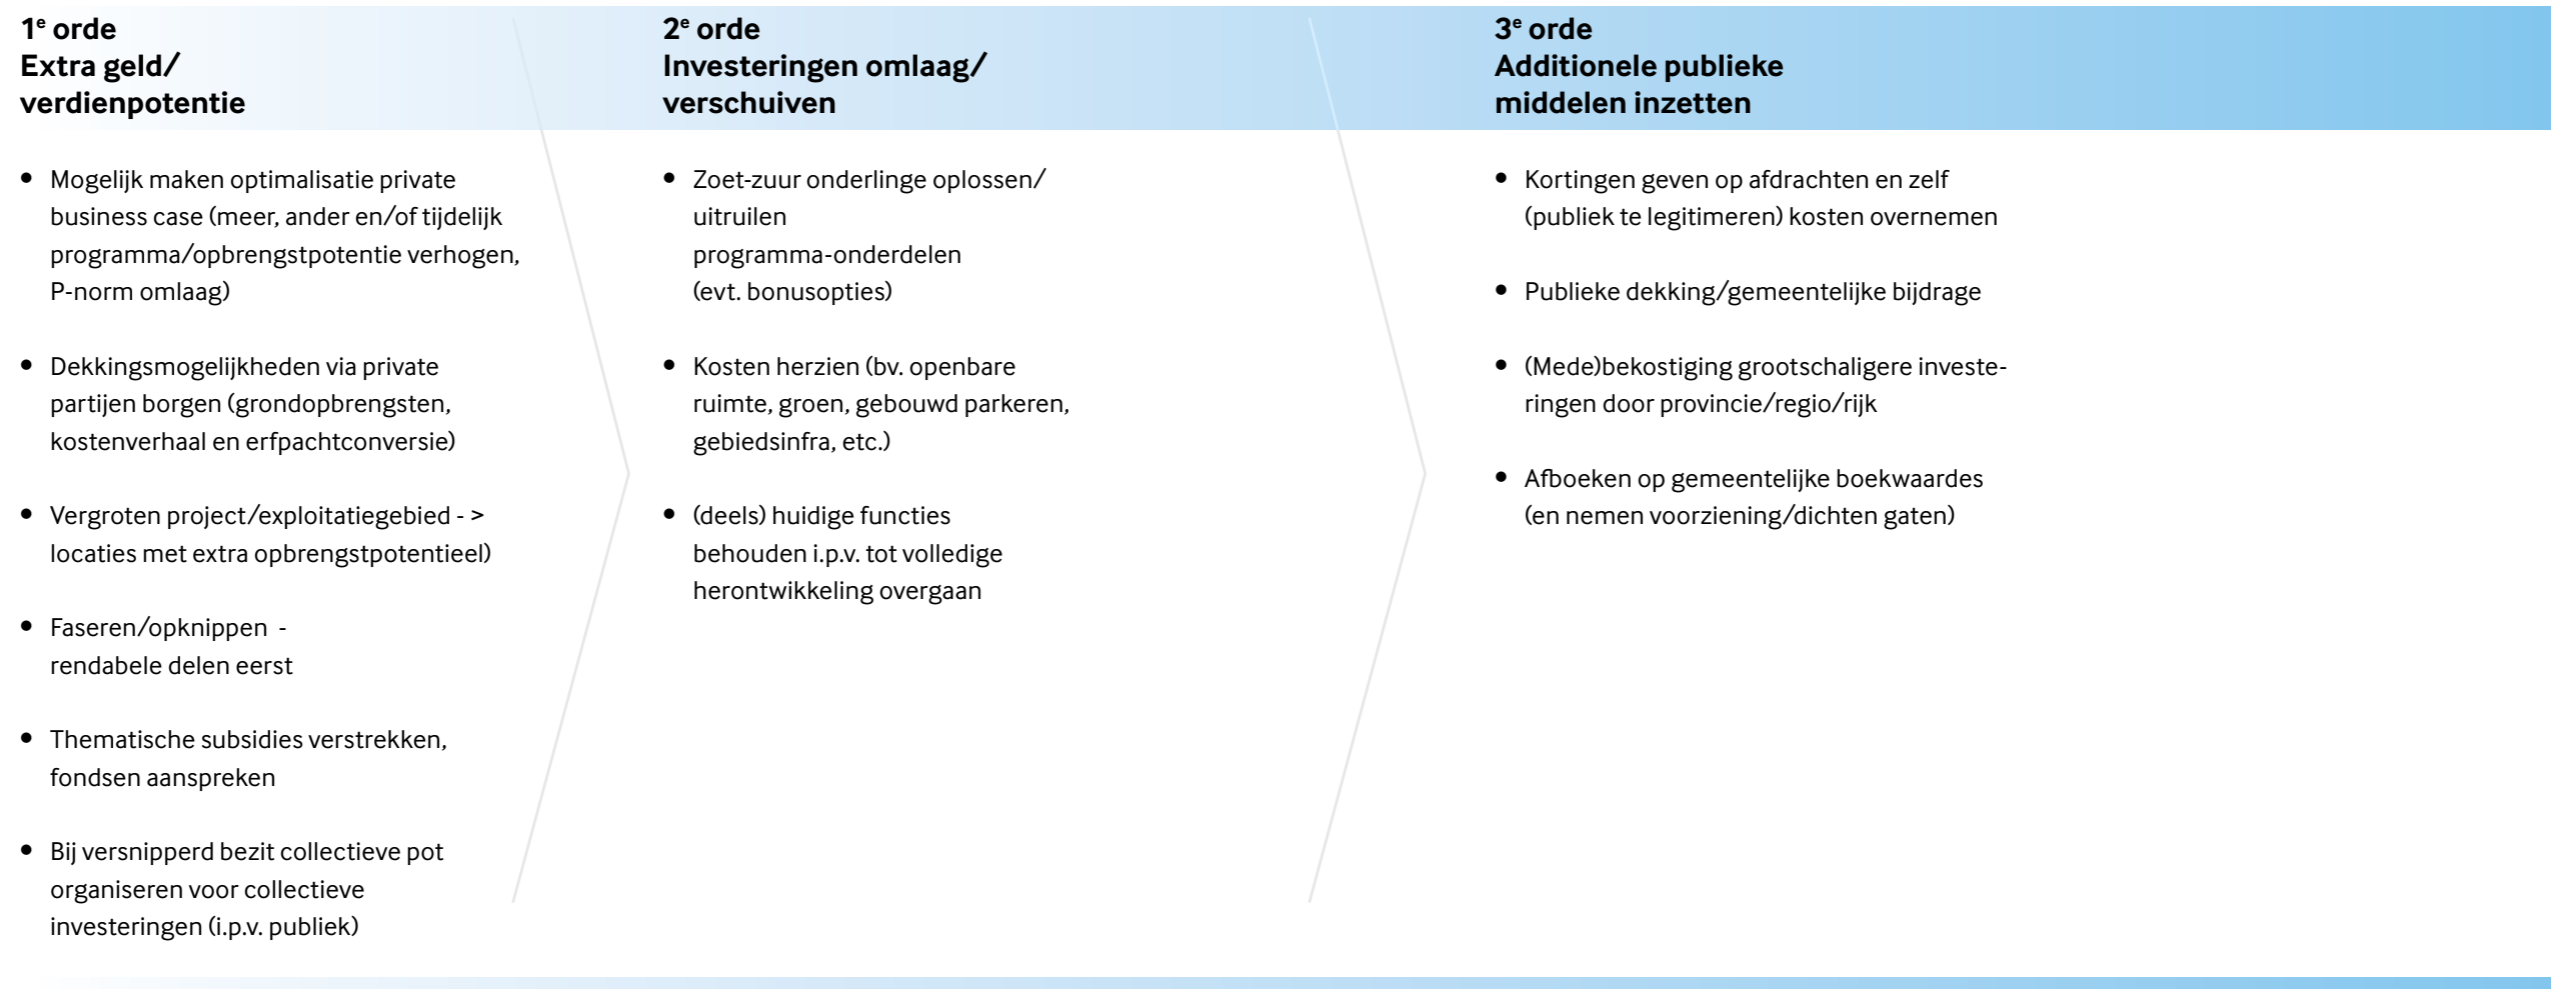 1e orde
Extra geld/
verdienpotentie
• Mogelijk maken optimalisatie private
business case (meer, ander en/of tijdelijk
programma/opbrengstpotentie verhogen,
P-norm omlaag)
• Dekkingsmogelijkheden via private
partijen borgen (grondopbrengsten,
kostenverhaal en erfpachtconversie)
• Vergroten project/exploitatiegebied - >
locaties met extra opbrengstpotentieel)
• Faseren/opknippen -
rendabele delen eerst
• Thematische subsidies verstrekken,
fondsen aanspreken
• Bij versnipperd bezit collectieve pot
organiseren voor collectieve
investeringen (i.p.v. publiek)
2e orde
Investeringen omlaag/
verschuiven
• Zoet-zuur onderlinge oplossen/
uitruilen
programma-onderdelen
(evt. bonusopties)
• Kosten herzien (bv. openbare
ruimte, groen, gebouwd parkeren,
gebiedsinfra, etc.)
• (deels) huidige functies
behouden i.p.v. tot volledige
herontwikkeling overgaan
3e orde
Additionele publieke
middelen inzetten
• Kortingen geven op afdrachten en zelf
(publiek te legitimeren) kosten overnemen
• Publieke dekking/gemeentelijke bijdrage
• (Mede)bekostiging grootschaligere investe-
ringen door provincie/regio/rijk
• Afboeken op gemeentelijke boekwaardes
(en nemen voorziening/dichten gaten)